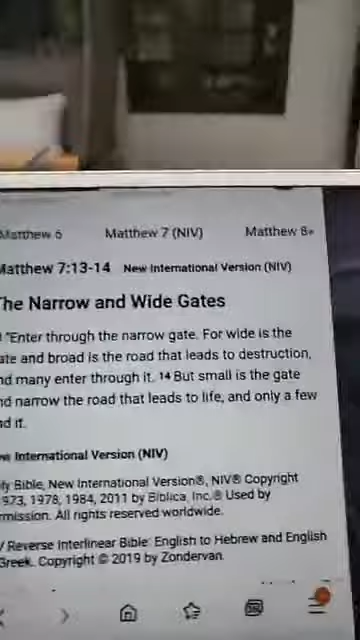 Matthew 6 Matthew 7 (NIV) Matthew 8»
Matthew 7:13-14 New International Version (NIV)
The Narrow and Wide Gates
"Enter through the narrow gate. For wide is the
ate and broad is the road that leads to destruction,
nd many enter through it. 14 But small is the gate
nd narrow the road that leads to life, and only a few
nd it.
ew International Version (NIV)
ly Bible, New International Version®, NIV® Copyright
973, 1978, 1984, 2011 by Biblica, Inc.® Used by
rmission. All rights reserved worldwide.
/ Reverse Interlinear Bible: English to Hebrew and English
Greek. Copyright © 2019 by Zondervan.